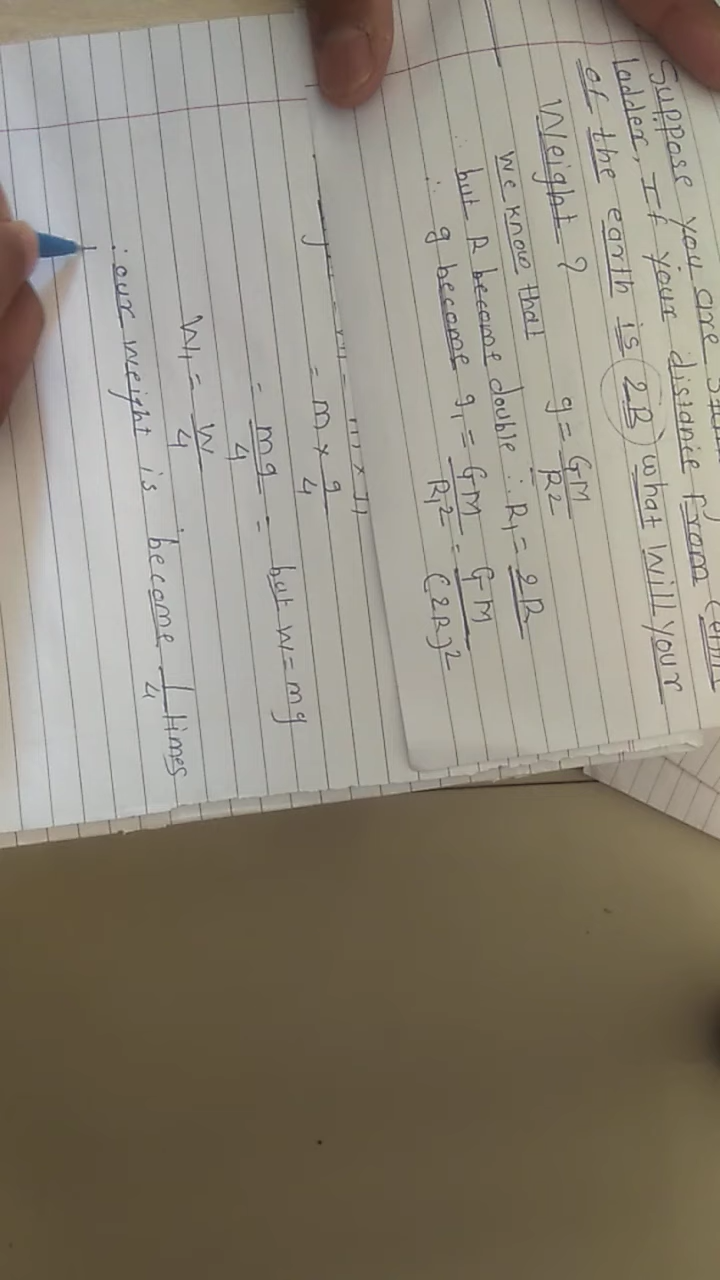 Suppose you are
ladder, If your distance from
of the earth is 2R what will your
Weight ?
we know that g = GM/R²
but R become double ∴ R₁ = 2R
∴ g become g₁ = GM/R₁² = GM/(2R)²
= m × g/4
= mg/4 = but W = mg
W₁ = W/4
∴ our weight is become 1/4 times